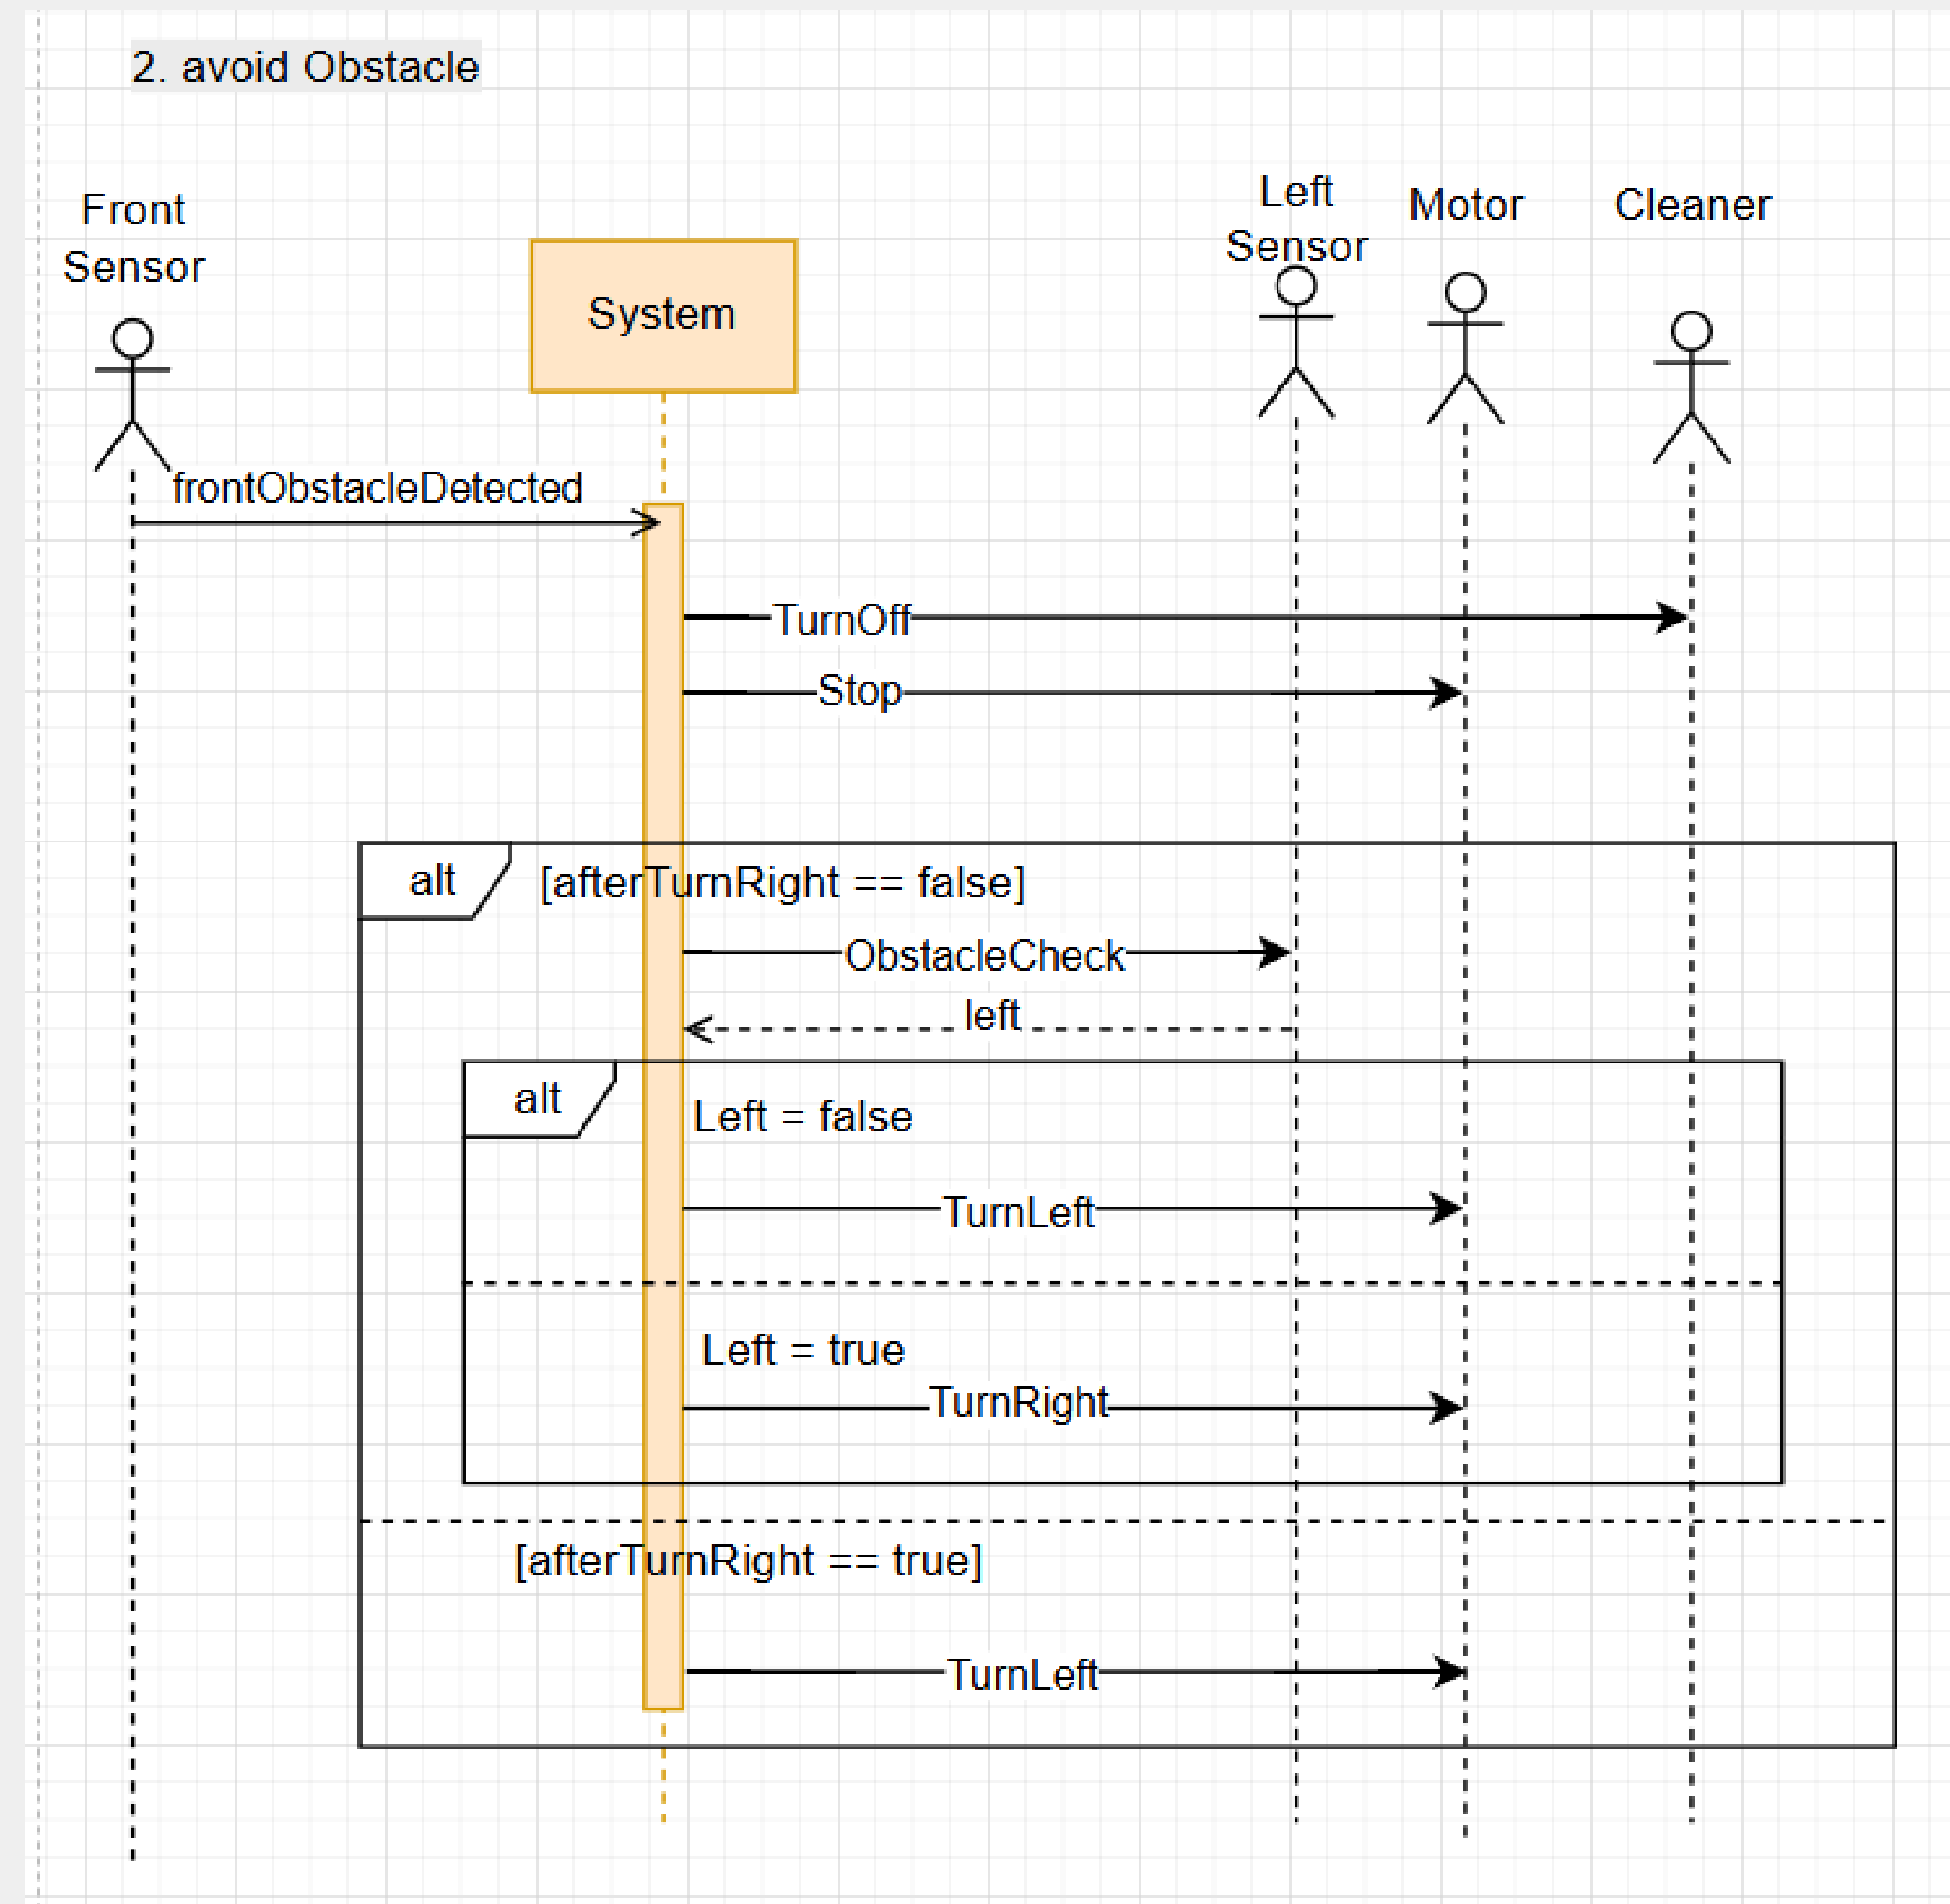 2. avoid Obstacle
Front
Sensor
System
Left
Sensor
Motor
Cleaner
frontObstacleDetected
TurnOff
Stop
alt
[afterTurnRight == false]
ObstacleCheck
left
alt
Left = false
TurnLeft
Left = true
TurnRight
[afterTurnRight == true]
TurnLeft